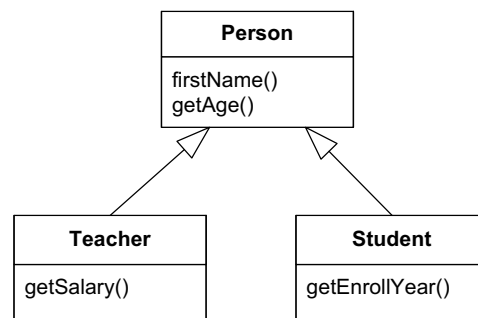 Person
firstName()
getAge()
Teacher
getSalary()
Student
getEnrollYear()